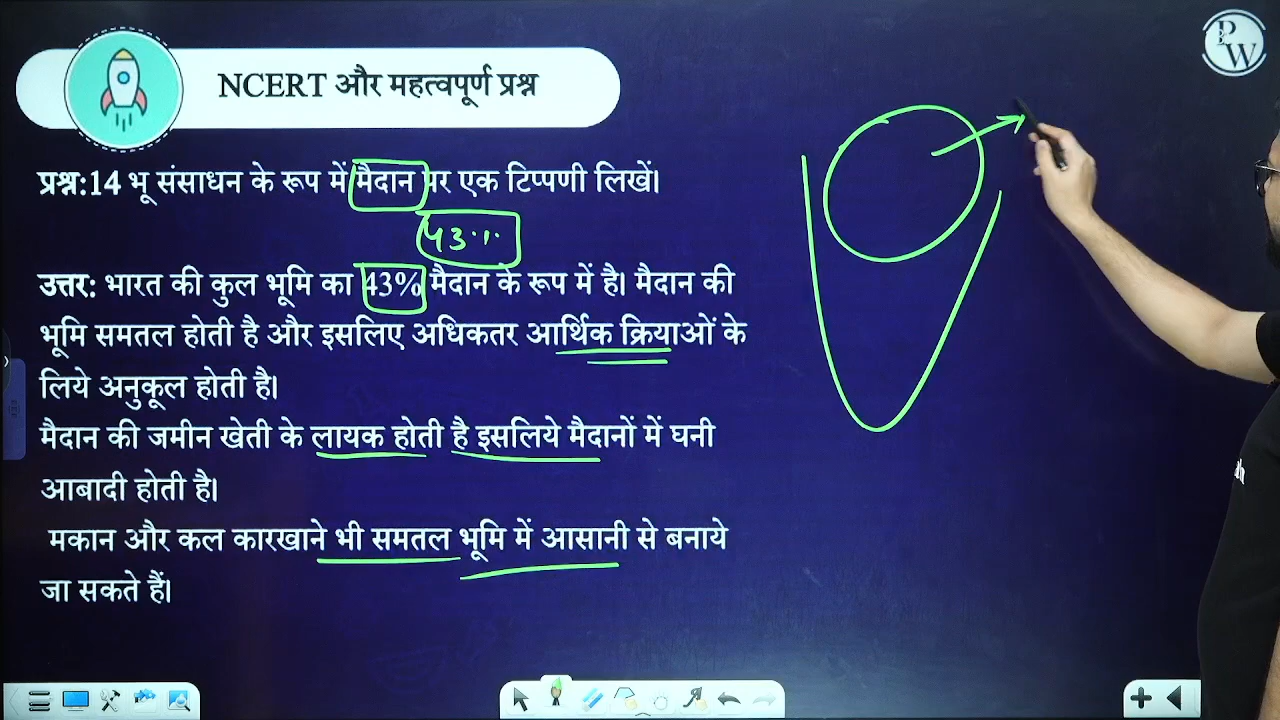 PW
NCERT और महत्वपूर्ण प्रश्न
प्रश्न:14 भू संसाधन के रूप में मैदान पर एक टिप्पणी लिखें।
43%
उत्तर: भारत की कुल भूमि का 43% मैदान के रूप में है। मैदान की
भूमि समतल होती है और इसलिए अधिकतर आर्थिक क्रियाओं के
लिये अनुकूल होती है।
मैदान की जमीन खेती के लायक होती है इसलिये मैदानों में घनी
आबादी होती है।
मकान और कल कारखाने भी समतल भूमि में आसानी से बनाये
जा सकते हैं।